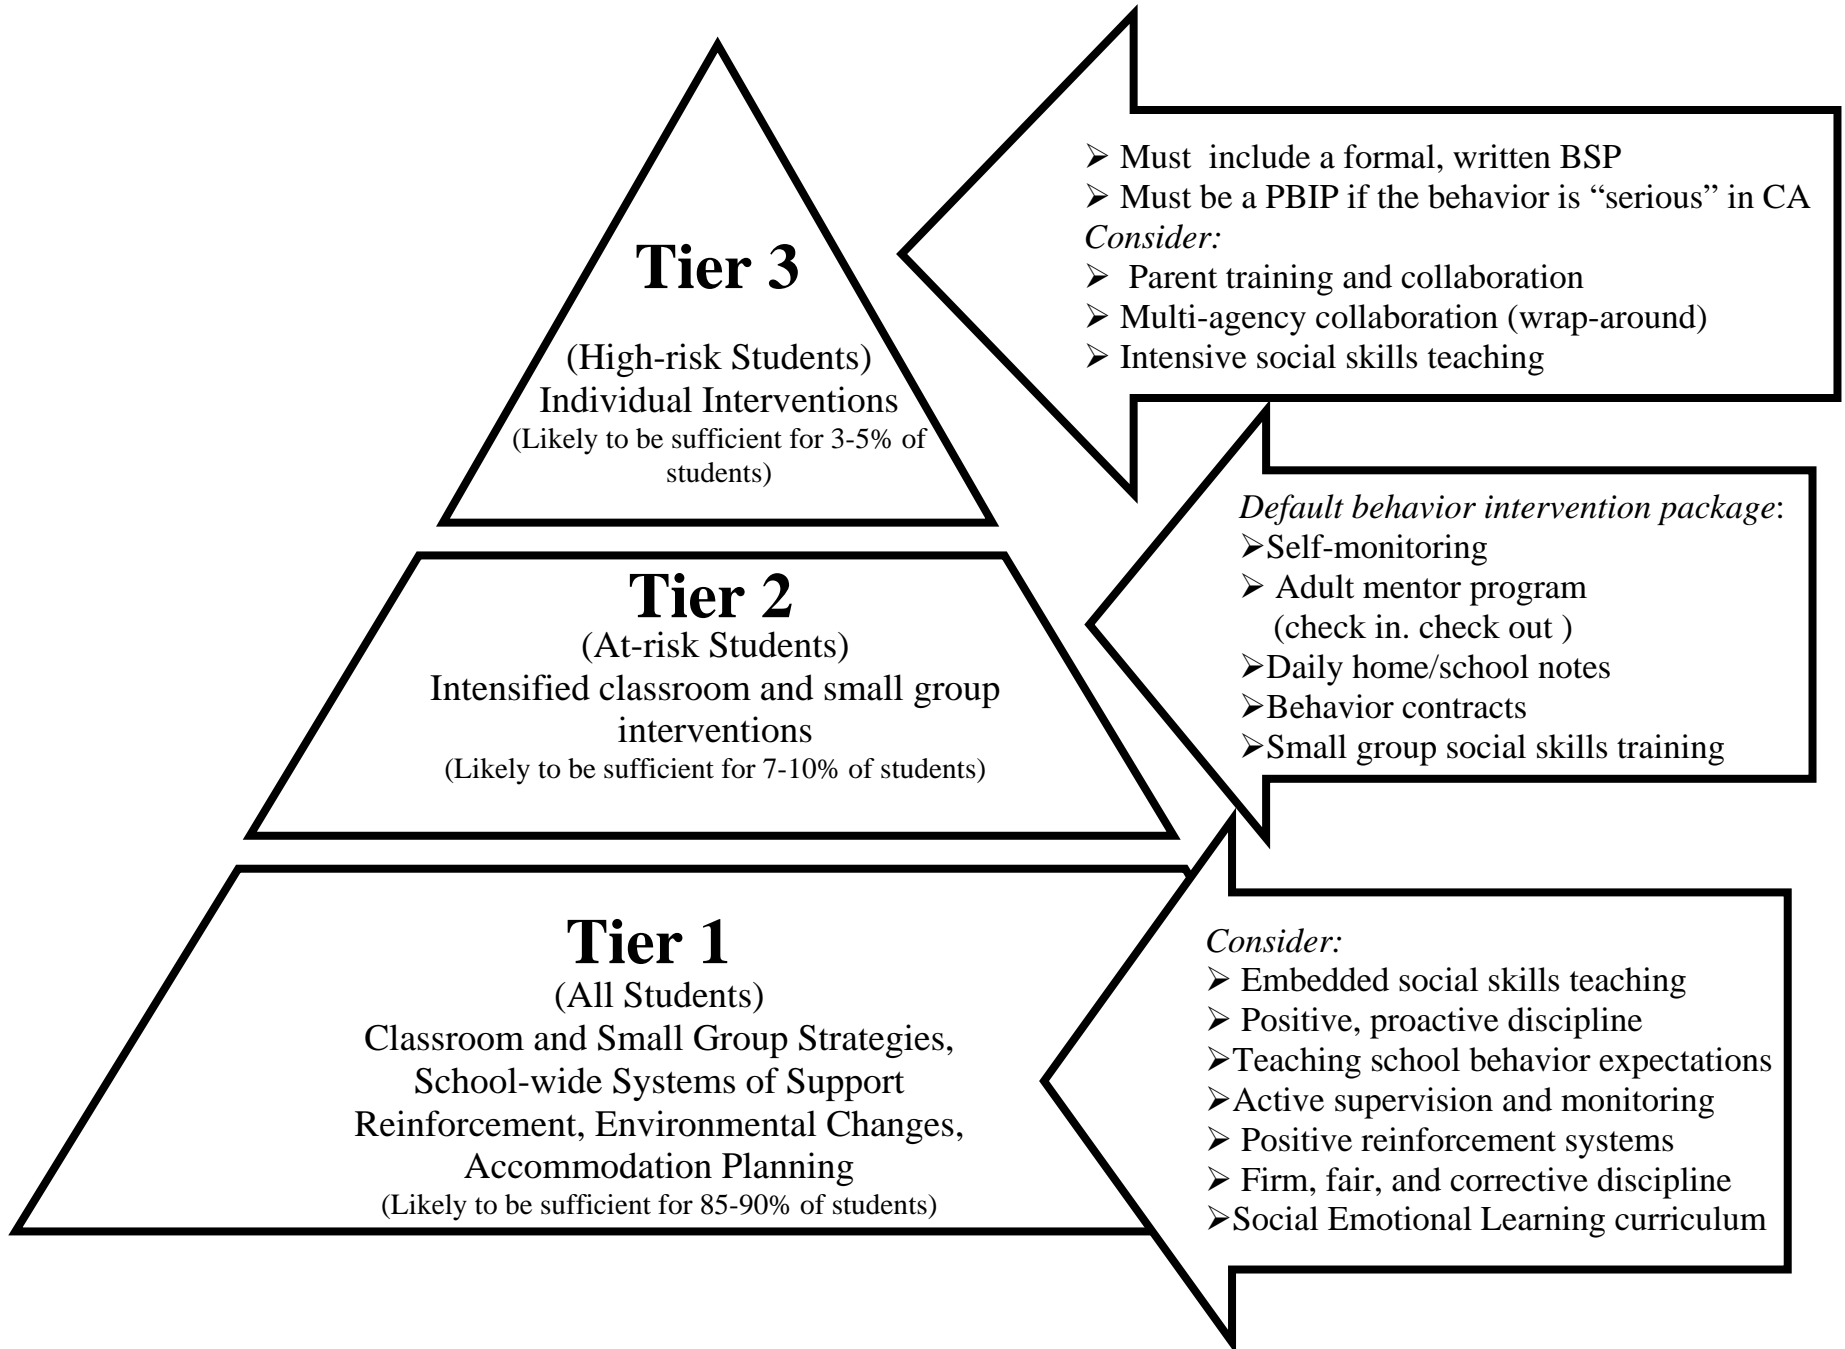 Tier 3
(High-risk Students)
Individual Interventions
(Likely to be sufficient for 3-5% of
students)
➢ Must include a formal, written BSP
➢ Must be a PBIP if the behavior is “serious” in CA
Consider:
➢ Parent training and collaboration
➢ Multi-agency collaboration (wrap-around)
➢ Intensive social skills teaching
Tier 2
(At-risk Students)
Intensified classroom and small group
interventions
(Likely to be sufficient for 7-10% of students)
Default behavior intervention package:
➢Self-monitoring
➢ Adult mentor program
(check in. check out )
➢Daily home/school notes
➢Behavior contracts
➢Small group social skills training
Tier 1
(All Students)
Classroom and Small Group Strategies,
School-wide Systems of Support
Reinforcement, Environmental Changes,
Accommodation Planning
(Likely to be sufficient for 85-90% of students)
Consider:
➢ Embedded social skills teaching
➢ Positive, proactive discipline
➢Teaching school behavior expectations
➢Active supervision and monitoring
➢ Positive reinforcement systems
➢ Firm, fair, and corrective discipline
➢Social Emotional Learning curriculum